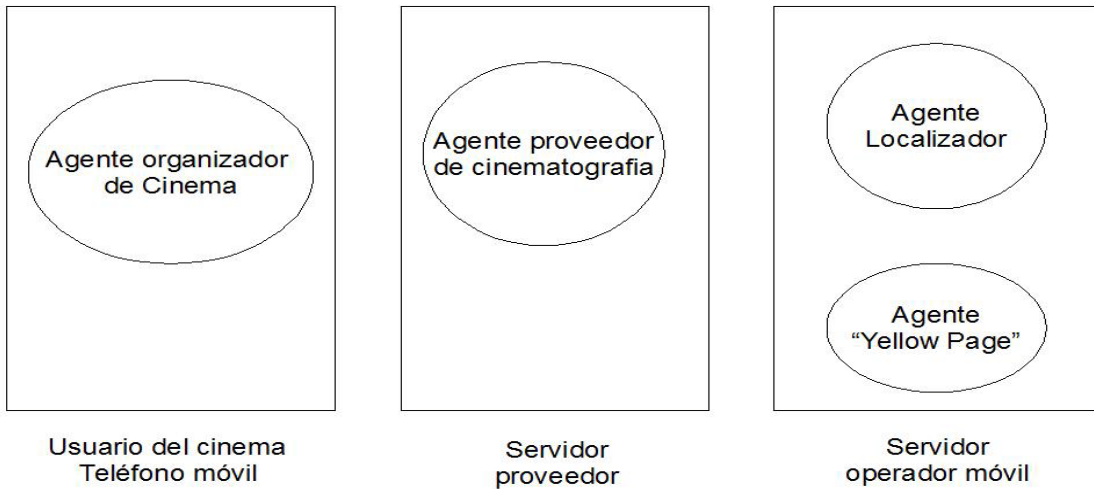 Agente organizador
de Cinema
Agente proveedor
de cinematografia
Agente
Localizador
Agente
“Yellow Page”
Usuario del cinema
Teléfono móvil
Servidor
proveedor
Servidor
operador móvil